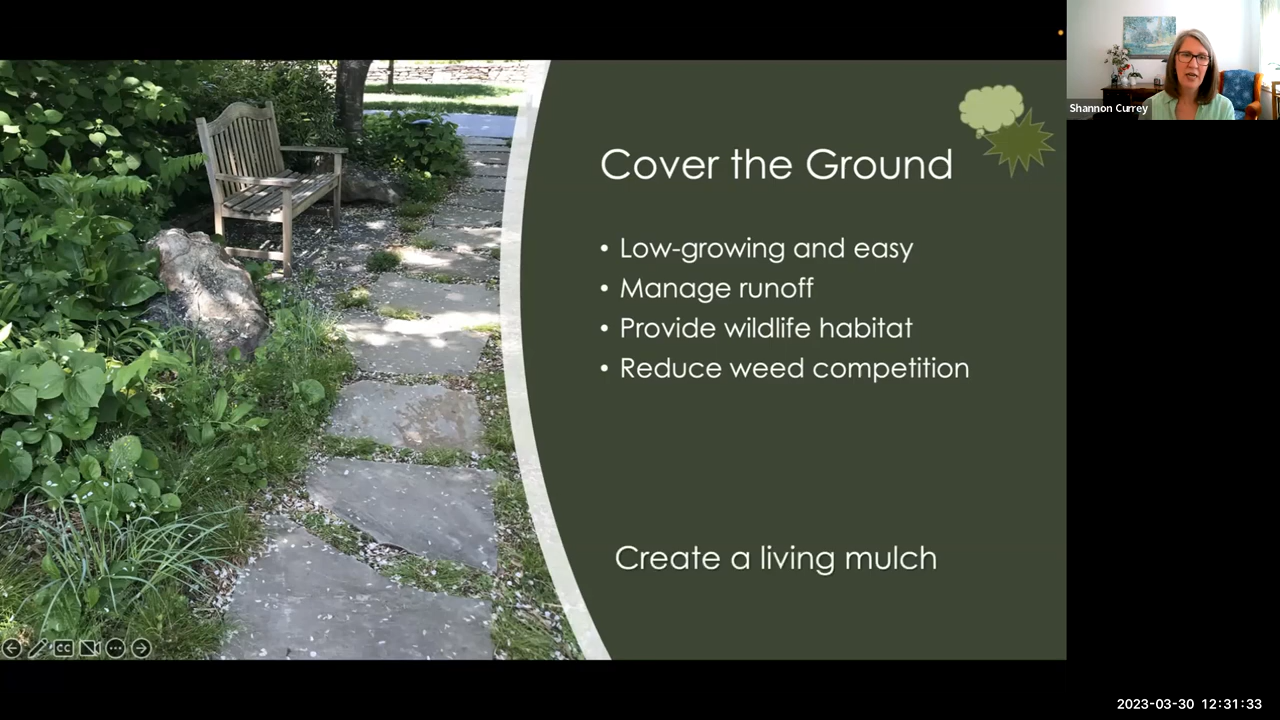 Shannon Currey
Cover the Ground
• Low-growing and easy
• Manage runoff
• Provide wildlife habitat
• Reduce weed competition
Create a living mulch
CC
2023-03-30 12:31:33